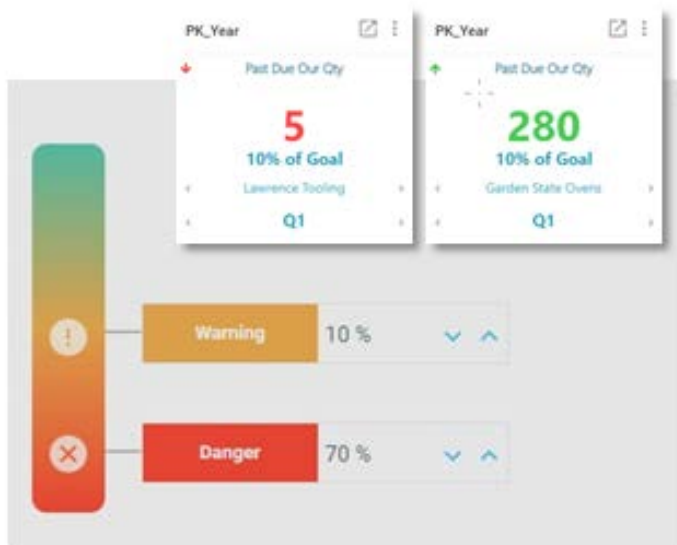 PK_Year
Past Due Our Qty
5
10% of Goal
Lawrence Tooling
Q1
PK_Year
Past Due Our Qty
280
10% of Goal
Garden State Ovens
Q1
Warning 10 %
Danger 70 %